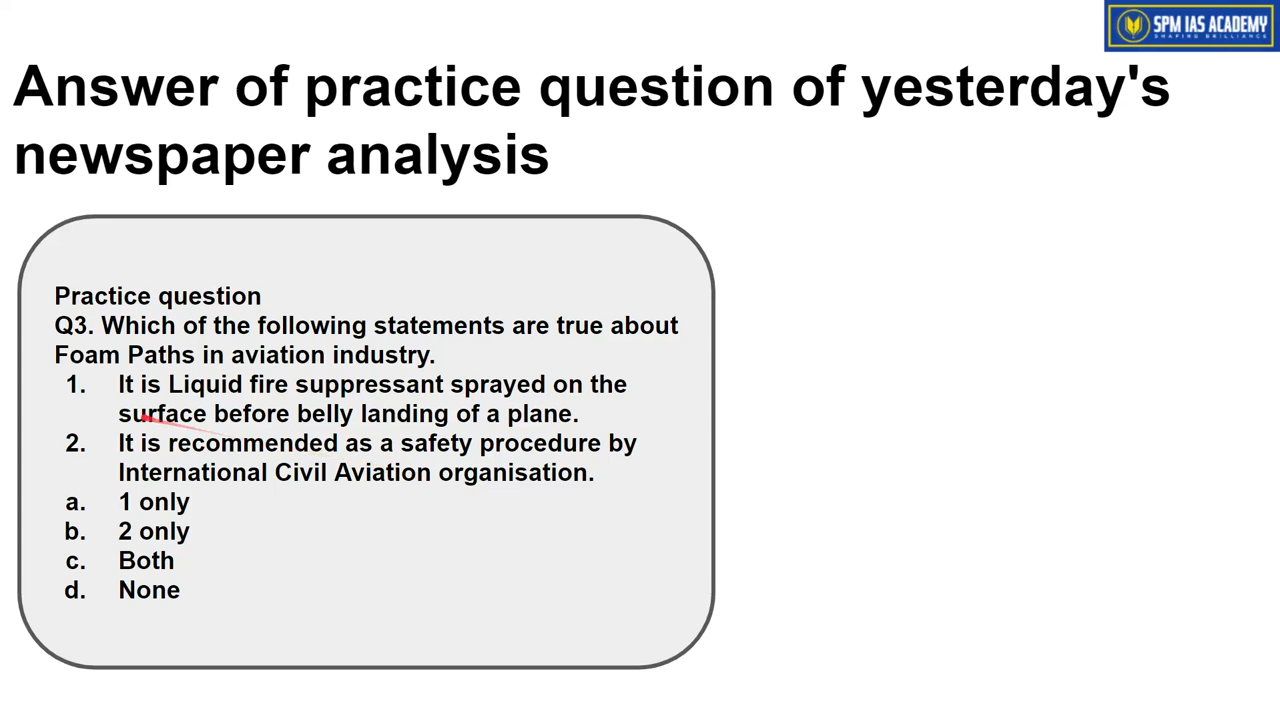 SPM IAS ACADEMY
SHAPING BRILLIANCE
Answer of practice question of yesterday's
newspaper analysis
Practice question
Q3. Which of the following statements are true about
Foam Paths in aviation industry.
1. It is Liquid fire suppressant sprayed on the
surface before belly landing of a plane.
2. It is recommended as a safety procedure by
International Civil Aviation organisation.
a. 1 only
b. 2 only
c. Both
d. None